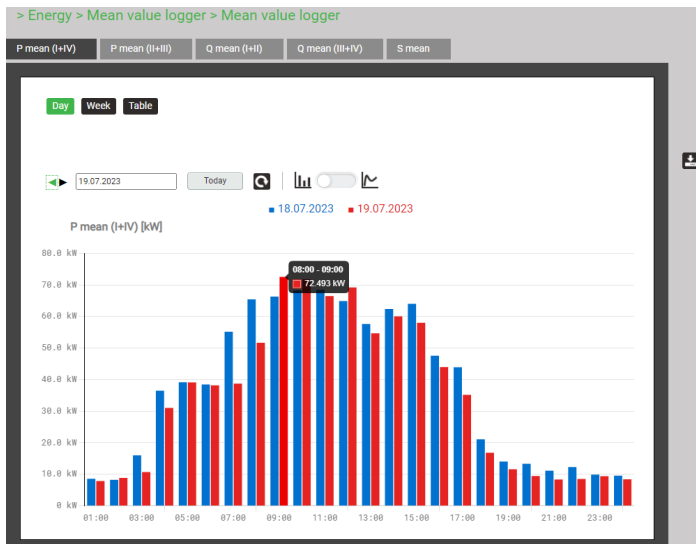 > Energy > Mean value logger > Mean value logger
P mean (I+IV) P mean (II+III) Q mean (I+II) Q mean (III+IV) S mean
Day Week Table
19.07.2023 Today
18.07.2023 19.07.2023
P mean (I+IV) [kW]
80.0 kW
08:00 - 09:00
72.493 kW
70.0 kW
60.0 kW
50.0 kW
40.0 kW
30.0 kW
20.0 kW
10.0 kW
0 kW
01:00 03:00 05:00 07:00 09:00 11:00 13:00 15:00 17:00 19:00 21:00 23:00